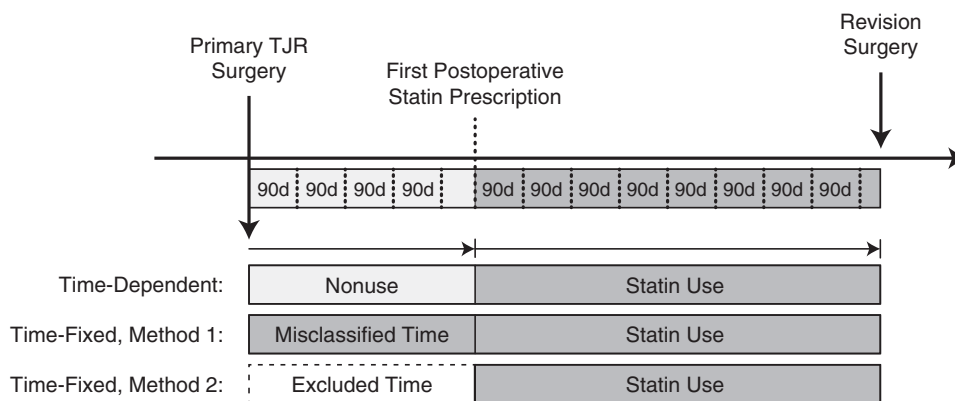 Primary TJR
Surgery
First Postoperative
Statin Prescription
Revision
Surgery
90d 90d 90d 90d 90d 90d 90d 90d 90d 90d 90d 90d
Time-Dependent: Nonuse Statin Use
Time-Fixed, Method 1: Misclassified Time Statin Use
Time-Fixed, Method 2: Excluded Time Statin Use